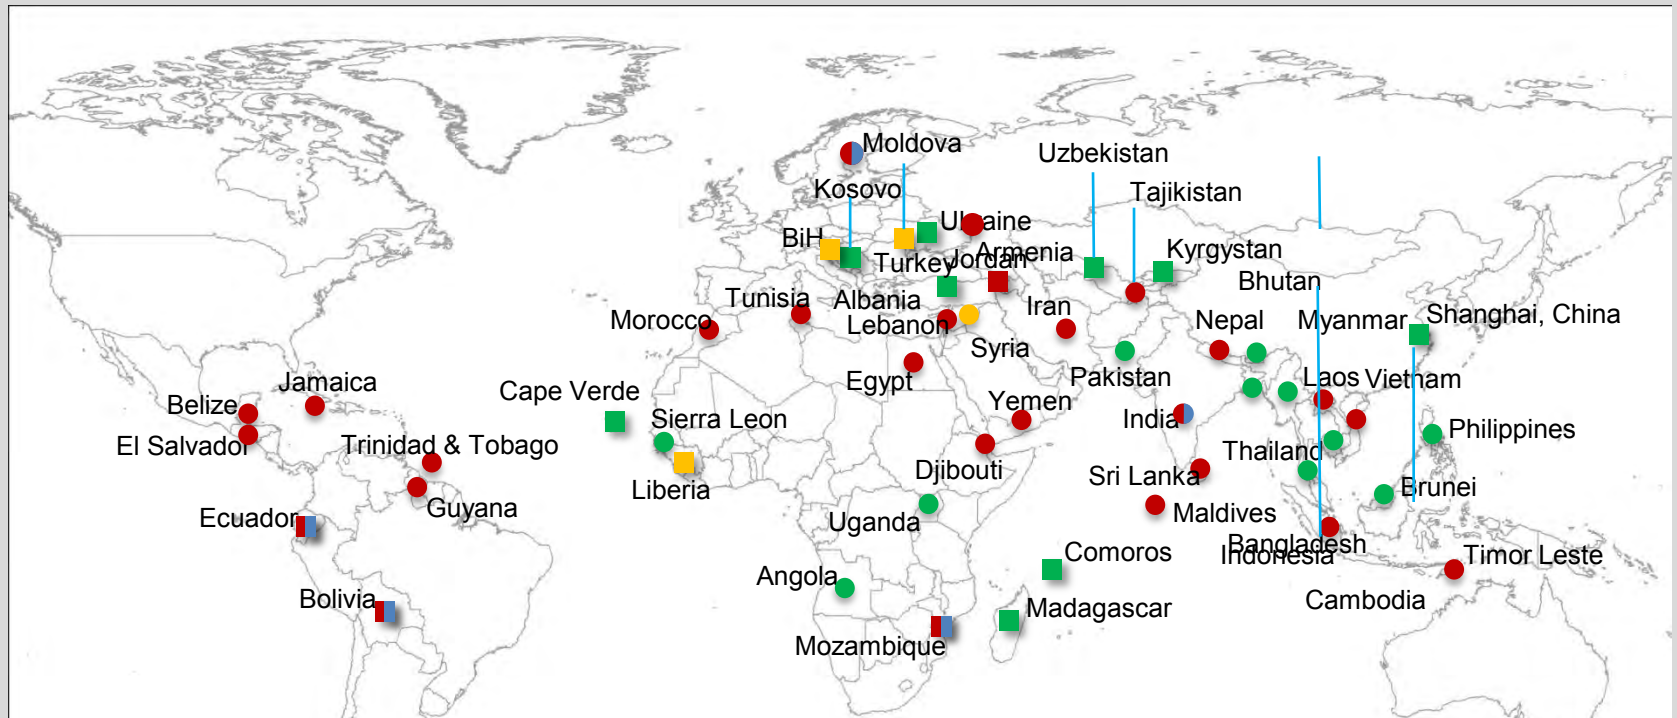 Moldova
Uzbekistan
Kosovo
Tajikistan
Ukraine
BiH
Turkey
Jordan
Armenia
Kyrgystan
Bhutan
Tunisia
Albania
Iran
Morocco
Lebanon
Nepal
Myanmar
Shanghai, China
Syria
Egypt
Pakistan
Jamaica
Cape Verde
Laos
Vietnam
Belize
Yemen
Sierra Leon
India
El Salvador
Trinidad & Tobago
Thailand
Philippines
Djibouti
Sri Lanka
Liberia
Brunei
Guyana
Ecuador
Uganda
Maldives
Bangladesh
Indonesia
Comoros
Timor Leste
Angola
Bolivia
Cambodia
Madagascar
Mozambique